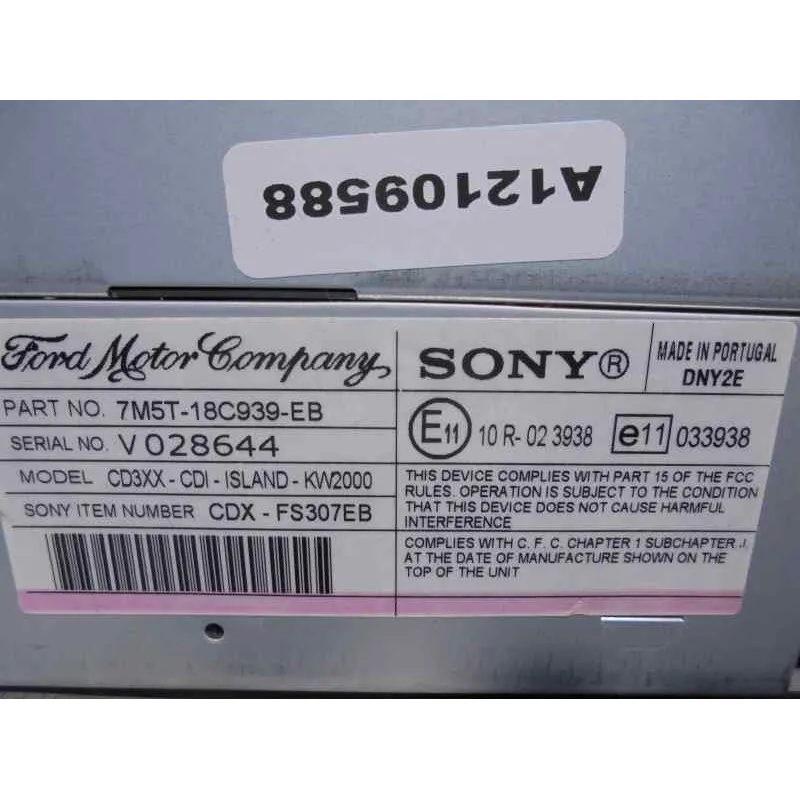 A12109588
Ford Motor Company,
PART NO. 7M5T-18C939-EB
SERIAL NO. V 028644
MODEL CD3XX-CDI-ISLAND-KW2000
SONY ITEM NUMBER CDX-FS307EB
SONY®
MADE IN PORTUGAL
DNY2E
E11 10 R-02 3938 e11 033938
THIS DEVICE COMPLIES WITH PART 15 OF THE FCC
RULES. OPERATION IS SUBJECT TO THE CONDITION
THAT THIS DEVICE DOES NOT CAUSE HARMFUL
INTERFERENCE
COMPLIES WITH C. F. C. CHAPTER 1 SUBCHAPTER J.
AT THE DATE OF MANUFACTURE SHOWN ON THE
TOP OF THE UNIT